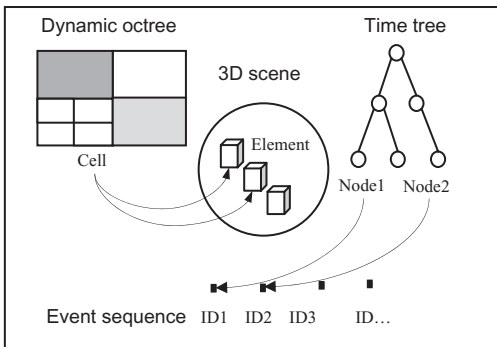 Dynamic octree
Time tree
3D scene
Element
Cell
Node1 Node2
Event sequence ID1 ID2 ID3 ID...